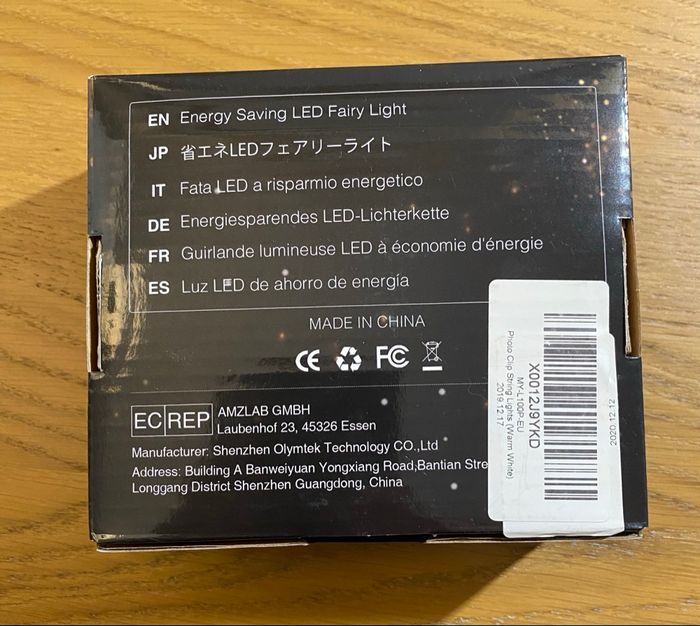 EN Energy Saving LED Fairy Light
JP 省エネLEDフェアリーライト
IT Fata LED a risparmio energetico
DE Energiesparendes LED-Lichterkette
FR Guirlande lumineuse LED à économie d'énergie
ES Luz LED de ahorro de energía
MADE IN CHINA
CE FC
EC REP
AMZLAB GMBH
Laubenhof 23, 45326 Essen
Manufacturer: Shenzhen Olymtek Technology CO.,Ltd
Address: Building A Banweiyuan Yongxiang Road,Bantian Stre
Longgang District Shenzhen Guangdong, China
X0012J9YKD
MY-L100P-EU
Photo Clip String Lights (Warm White)
2019.12.17
2020.12.12